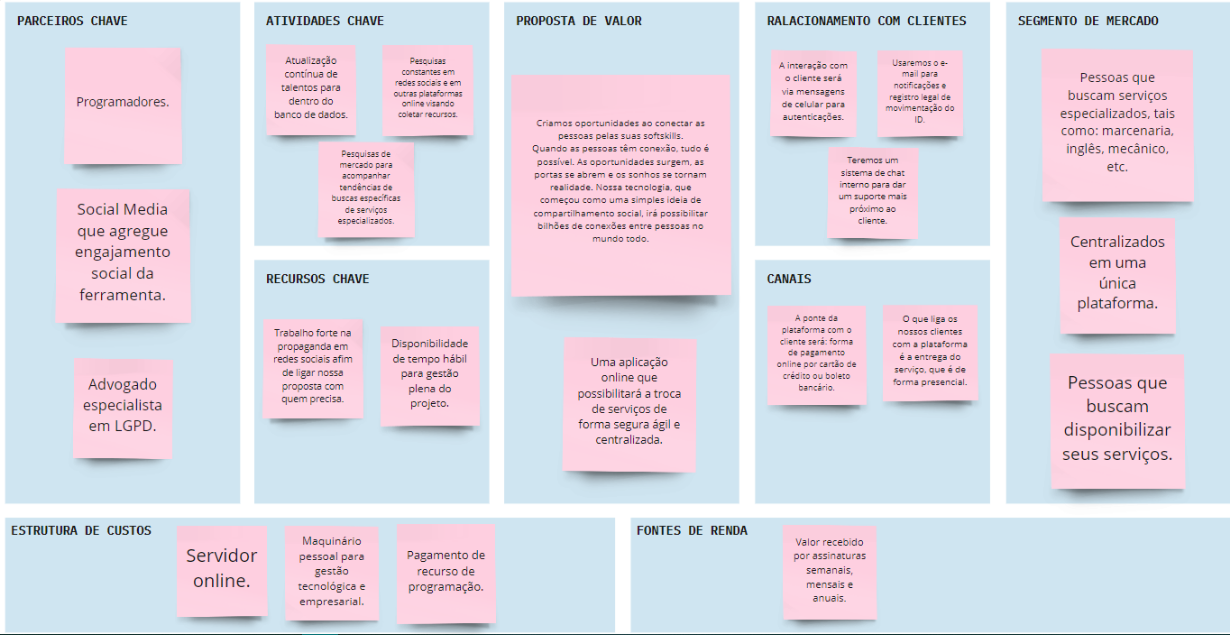 PARCEIROS CHAVE
Programadores.
Social Media
que agregue
engajamento
social da
ferramenta.
Advogado
especialista
em LGPD.
ATIVIDADES CHAVE
Atualização
contínua de
talentos para
dentro do
banco de dados.
Pesquisas
constantes em
redes sociais e em
outras plataformas
online visando
coletar recursos.
Pesquisas de
mercado para
acompanhar
tendências de
buscas específicas
de serviços
especializados.
RECURSOS CHAVE
Trabalho forte na
propaganda em
redes sociais afim
de ligar nossa
proposta com
quem precisa.
Disponibilidade
de tempo hábil
para gestão
plena do
projeto.
PROPOSTA DE VALOR
Criamos oportunidades ao conectar as
pessoas pelas suas softskills.
Quando as pessoas têm conexão, tudo é
possível. As oportunidades surgem, as
portas se abrem e os sonhos se tornam
realidade. Nossa tecnologia, que
começou como uma simples ideia de
compartilhamento social, irá possibilitar
bilhões de conexões entre pessoas no
mundo todo.
Uma aplicação
online que
possibilitará a troca
de serviços de
forma segura ágil e
centralizada.
RALACIONAMENTO COM CLIENTES
A interação com
o cliente será
via mensagens
de celular para
autenticações.
Usaremos o e-
mail para
notificações e
registro legal de
movimentação do
ID.
Teremos um
sistema de chat
interno para dar
um suporte mais
próximo ao
cliente.
CANAIS
A ponte da
plataforma com o
cliente será: forma
de pagamento
online por cartão de
crédito ou boleto
bancário.
O que liga os
nossos clientes
com a plataforma
é a entrega do
serviço, que é de
forma presencial.
SEGMENTO DE MERCADO
Pessoas que
buscam serviços
especializados, tais
como: marcenaria,
inglês, mecânico,
etc.
Centralizados
em uma
única
plataforma.
Pessoas que
buscam
disponibilizar
seus serviços.
ESTRUTURA DE CUSTOS
Servidor
online.
Maquinário
pessoal para
gestão
tecnológica e
empresarial.
Pagamento de
recurso de
programação.
FONTES DE RENDA
Valor recebido
por assinaturas
semanais,
mensais e
anuais.